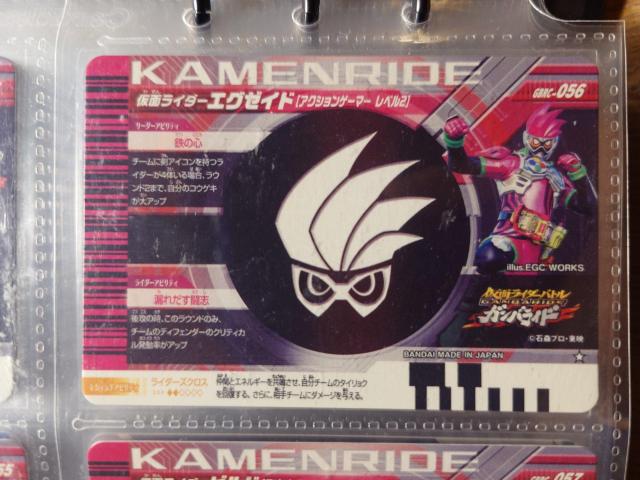 KAMENRIDE
仮面ライダーエグゼイド [アクションゲーマー レベル2]
GBRC-056
リーダーアビリティ
鉄の心
チームに剣アイコンを持つラ
イダーが4体いる場合、ラウ
ンド2まで、自分のコウゲキ
が大アップ
ライダーアビリティ
漏れだす闘志
後攻の時、このラウンドのみ、
チームのディフェンダーのクリティカ
ル発動率がアップ
illus.EGC WORKS
仮面ライダーバトル
GANBARIDE
ガンバライド
©石森プロ・東映
BANDAI MADE IN JAPAN
ライダーズクロス
仲間とエネルギーを共鳴させ、自分チームのタイリョク
を回復する。さらに、相手チームにダメージを与える。
KAMENRIDE